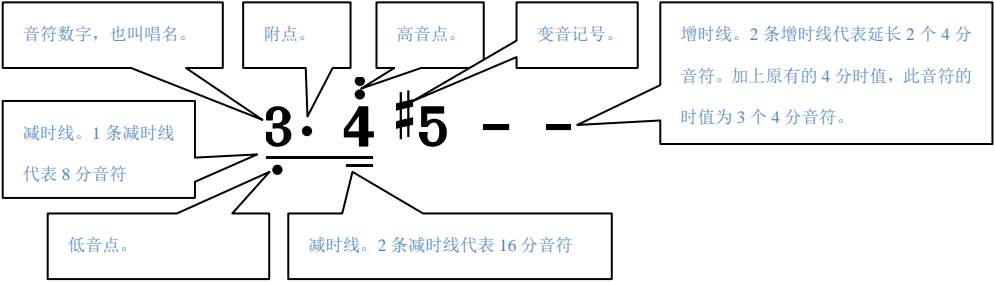 音符数字，也叫唱名。
附点。
高音点。
变音记号。
增时线。2 条增时线代表延长 2 个 4 分
音符。加上原有的 4 分时值，此音符的
时值为 3 个 4 分音符。
减时线。1 条减时线
代表 8 分音符
3· 4 #5 – –
低音点。
减时线。2 条减时线代表 16 分音符